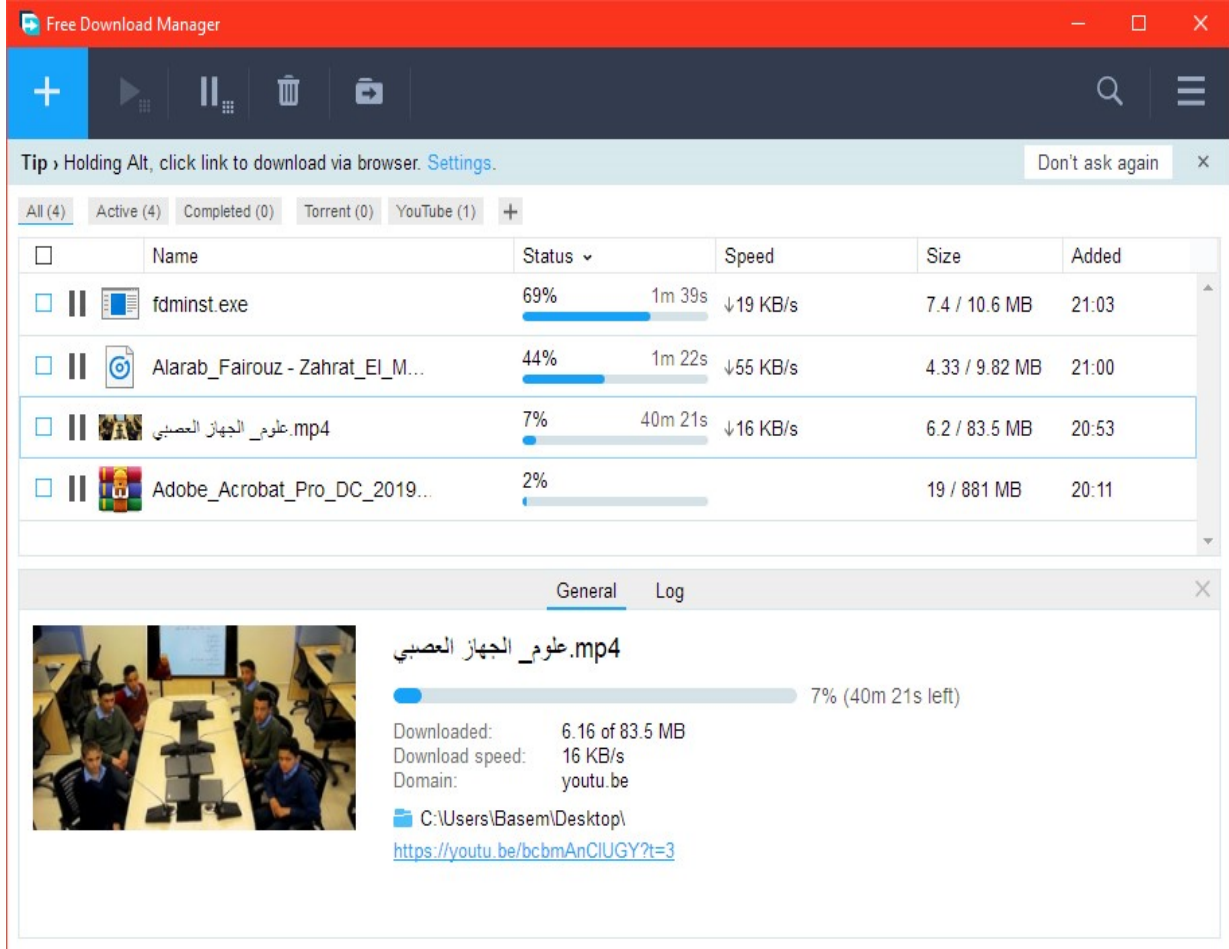 Free Download Manager
Tip › Holding Alt, click link to download via browser. Settings.
Don't ask again
All (4) Active (4) Completed (0) Torrent (0) YouTube (1)
Name Status Speed Size Added
fdminst.exe 69% 1m 39s ↓19 KB/s 7.4 / 10.6 MB 21:03
Alarab_Fairouz - Zahrat_El_M... 44% 1m 22s ↓55 KB/s 4.33 / 9.82 MB 21:00
علوم_ الجهاز العصبي.mp4 7% 40m 21s ↓16 KB/s 6.2 / 83.5 MB 20:53
Adobe_Acrobat_Pro_DC_2019... 2% 19 / 881 MB 20:11
General Log
علوم_ الجهاز العصبي.mp4
7% (40m 21s left)
Downloaded: 6.16 of 83.5 MB
Download speed: 16 KB/s
Domain: youtu.be
C:\Users\Basem\Desktop\
https://youtu.be/bcbmAnClUGY?t=3